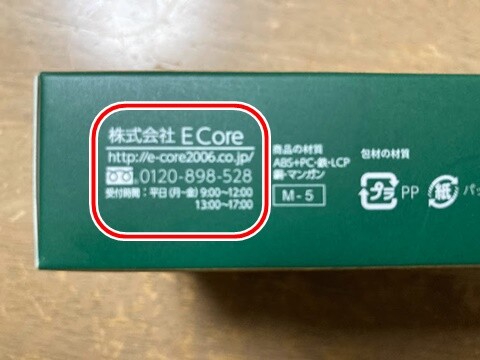 株式会社 E Core
http://e-core2006.co.jp/
0120-898-528
受付時間：平日(月~金) 9:00~12:00
13:00~17:00
商品の材質
ABS+PC・鉄・LCP
銅・マンガン
M-5
包材の材質
プラ PP
紙 パッ